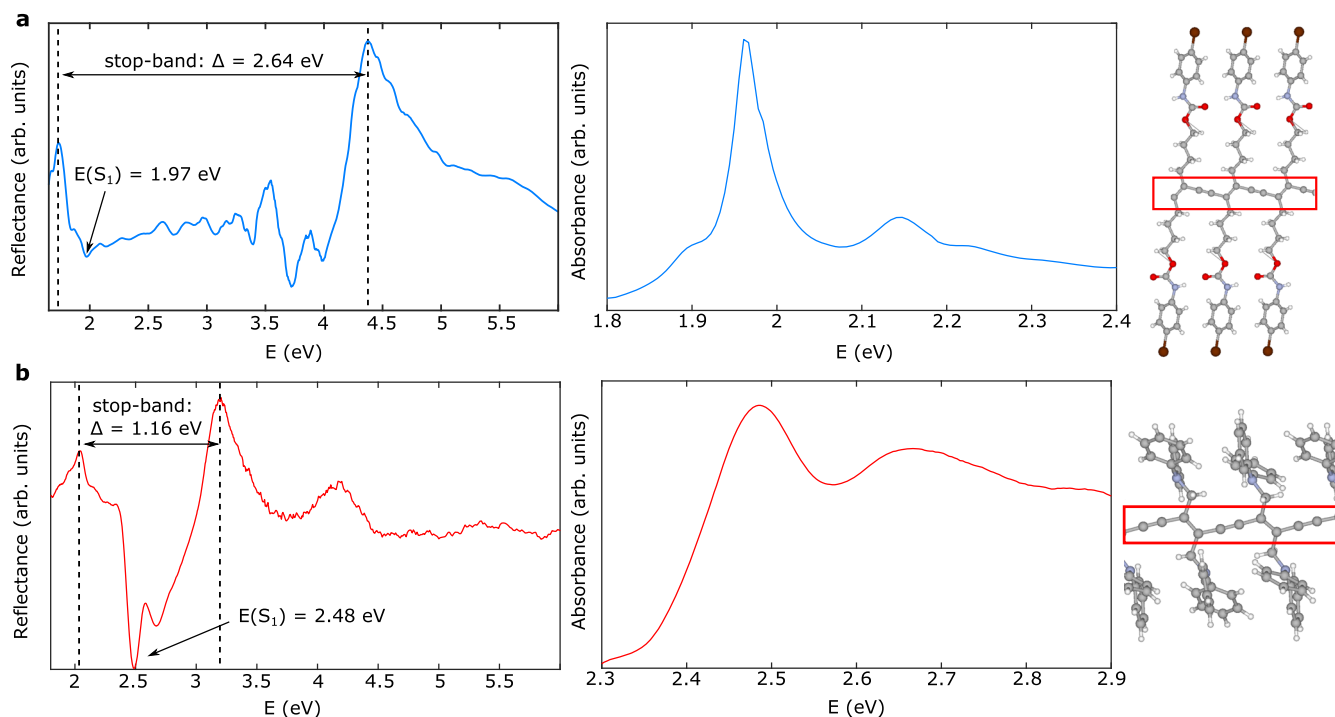 a
Reflectance (arb. units)
stop-band: Δ = 2.64 eV
E(S₁) = 1.97 eV
2 2.5 3 3.5 4 4.5 5 5.5
E (eV)
Absorbance (arb. units)
1.8 1.9 2 2.1 2.2 2.3 2.4
E (eV)
b
Reflectance (arb. units)
stop-band:
Δ = 1.16 eV
E(S₁) = 2.48 eV
2 2.5 3 3.5 4 4.5 5 5.5
E (eV)
Absorbance (arb. units)
2.3 2.4 2.5 2.6 2.7 2.8 2.9
E (eV)